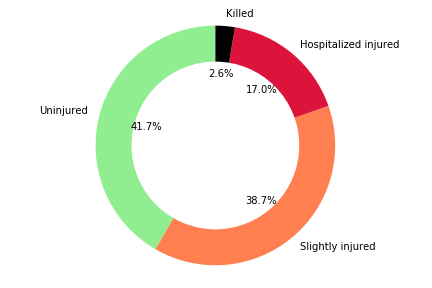 Killed
Hospitalized injured
2.6%
17.0%
Uninjured
41.7%
38.7%
Slightly injured